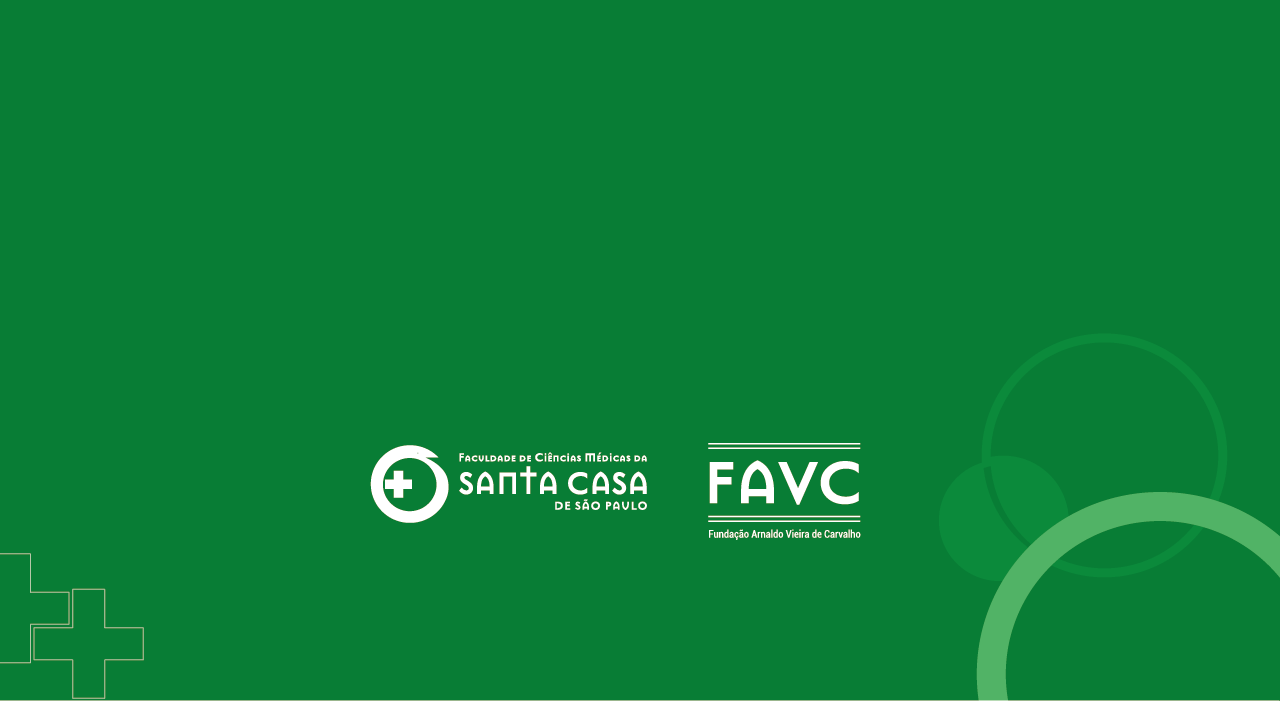 Faculdade de Ciências Médicas da
SANTA CASA
DE SÃO PAULO
FAVC
Fundação Arnaldo Vieira de Carvalho